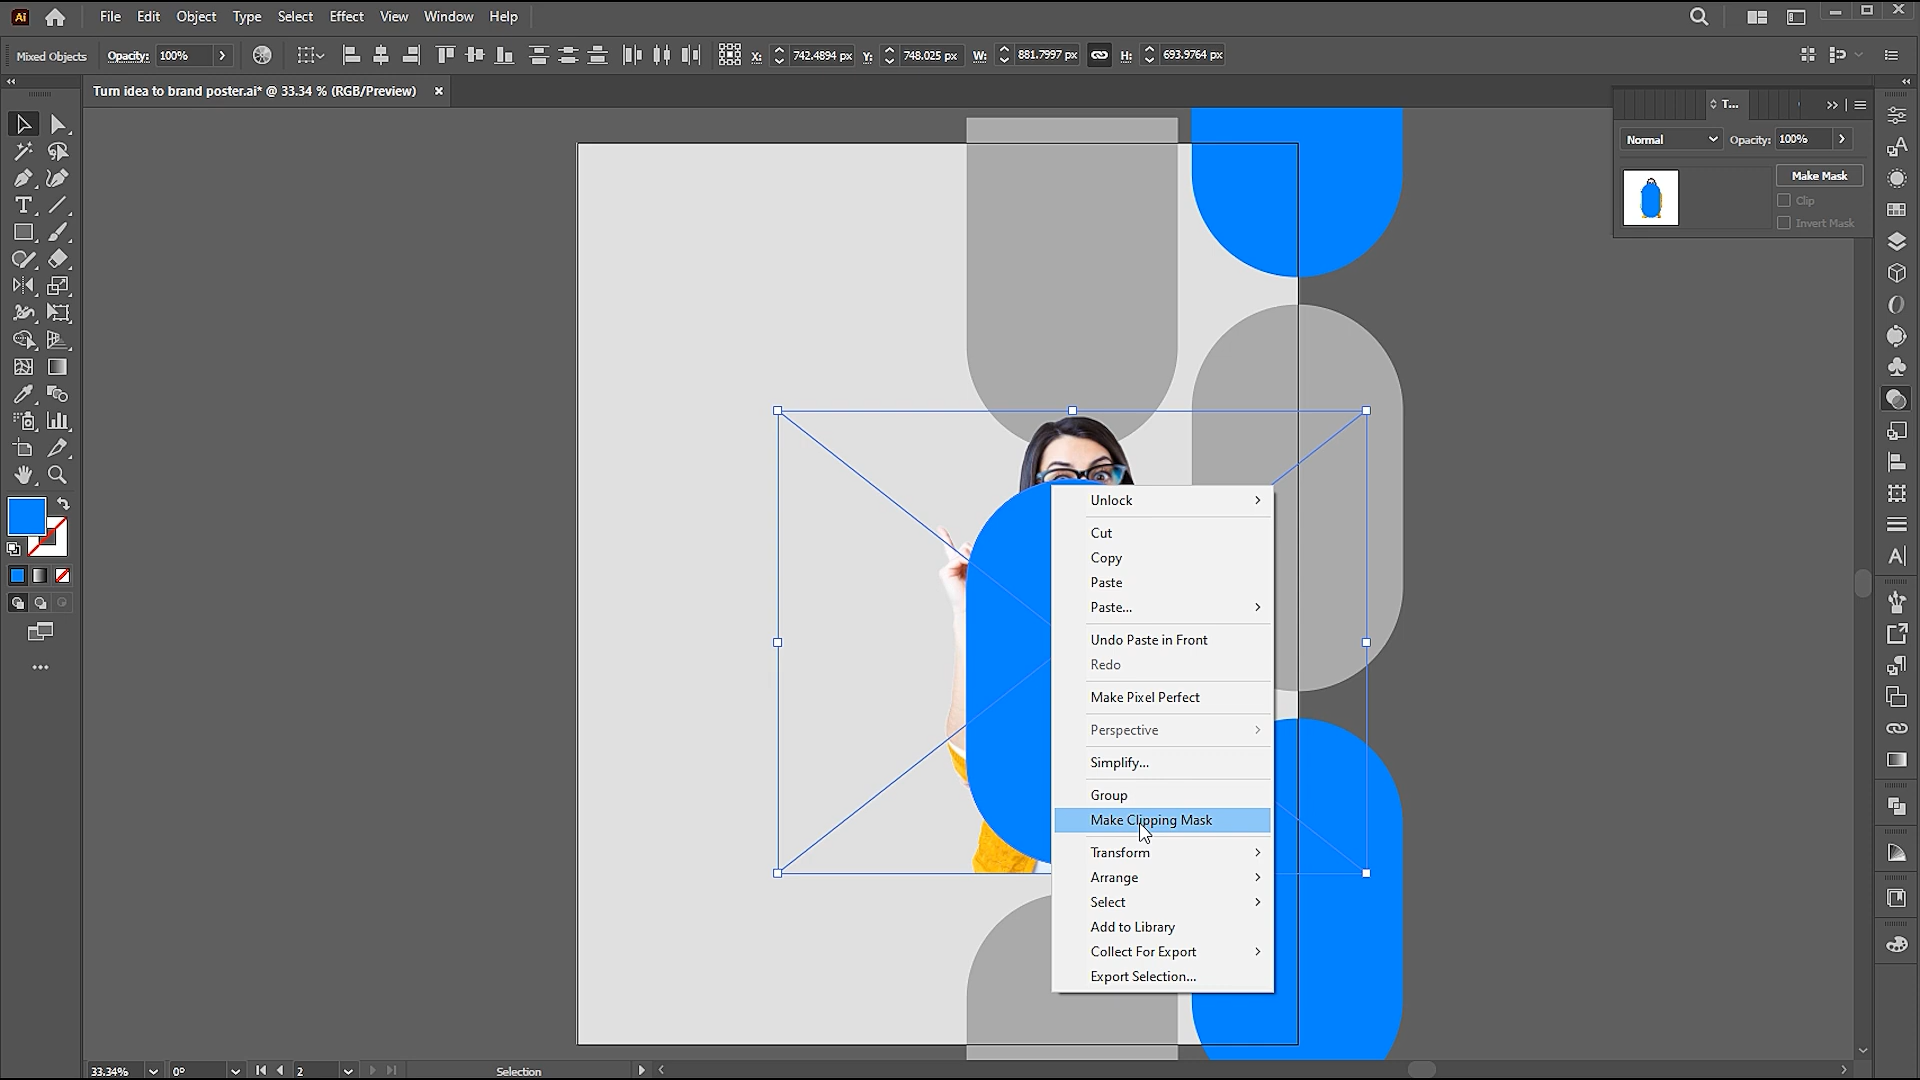 Ai File Edit Object Type Select Effect View Window Help
Mixed Objects Opacity: 100% X: 742.4894 px Y: 748.025 px W: 881.7997 px H: 693.9764 px
Turn idea to brand poster.ai* @ 33.34 % (RGB/Preview) ×
T...
Normal Opacity: 100%
Make Mask
Clip
Invert Mask
Unlock
Cut
Copy
Paste
Paste...
Undo Paste in Front
Redo
Make Pixel Perfect
Perspective
Simplify...
Group
Make Clipping Mask
Transform
Arrange
Select
Add to Library
Collect For Export
Export Selection...
33.34% 0° 2 Selection